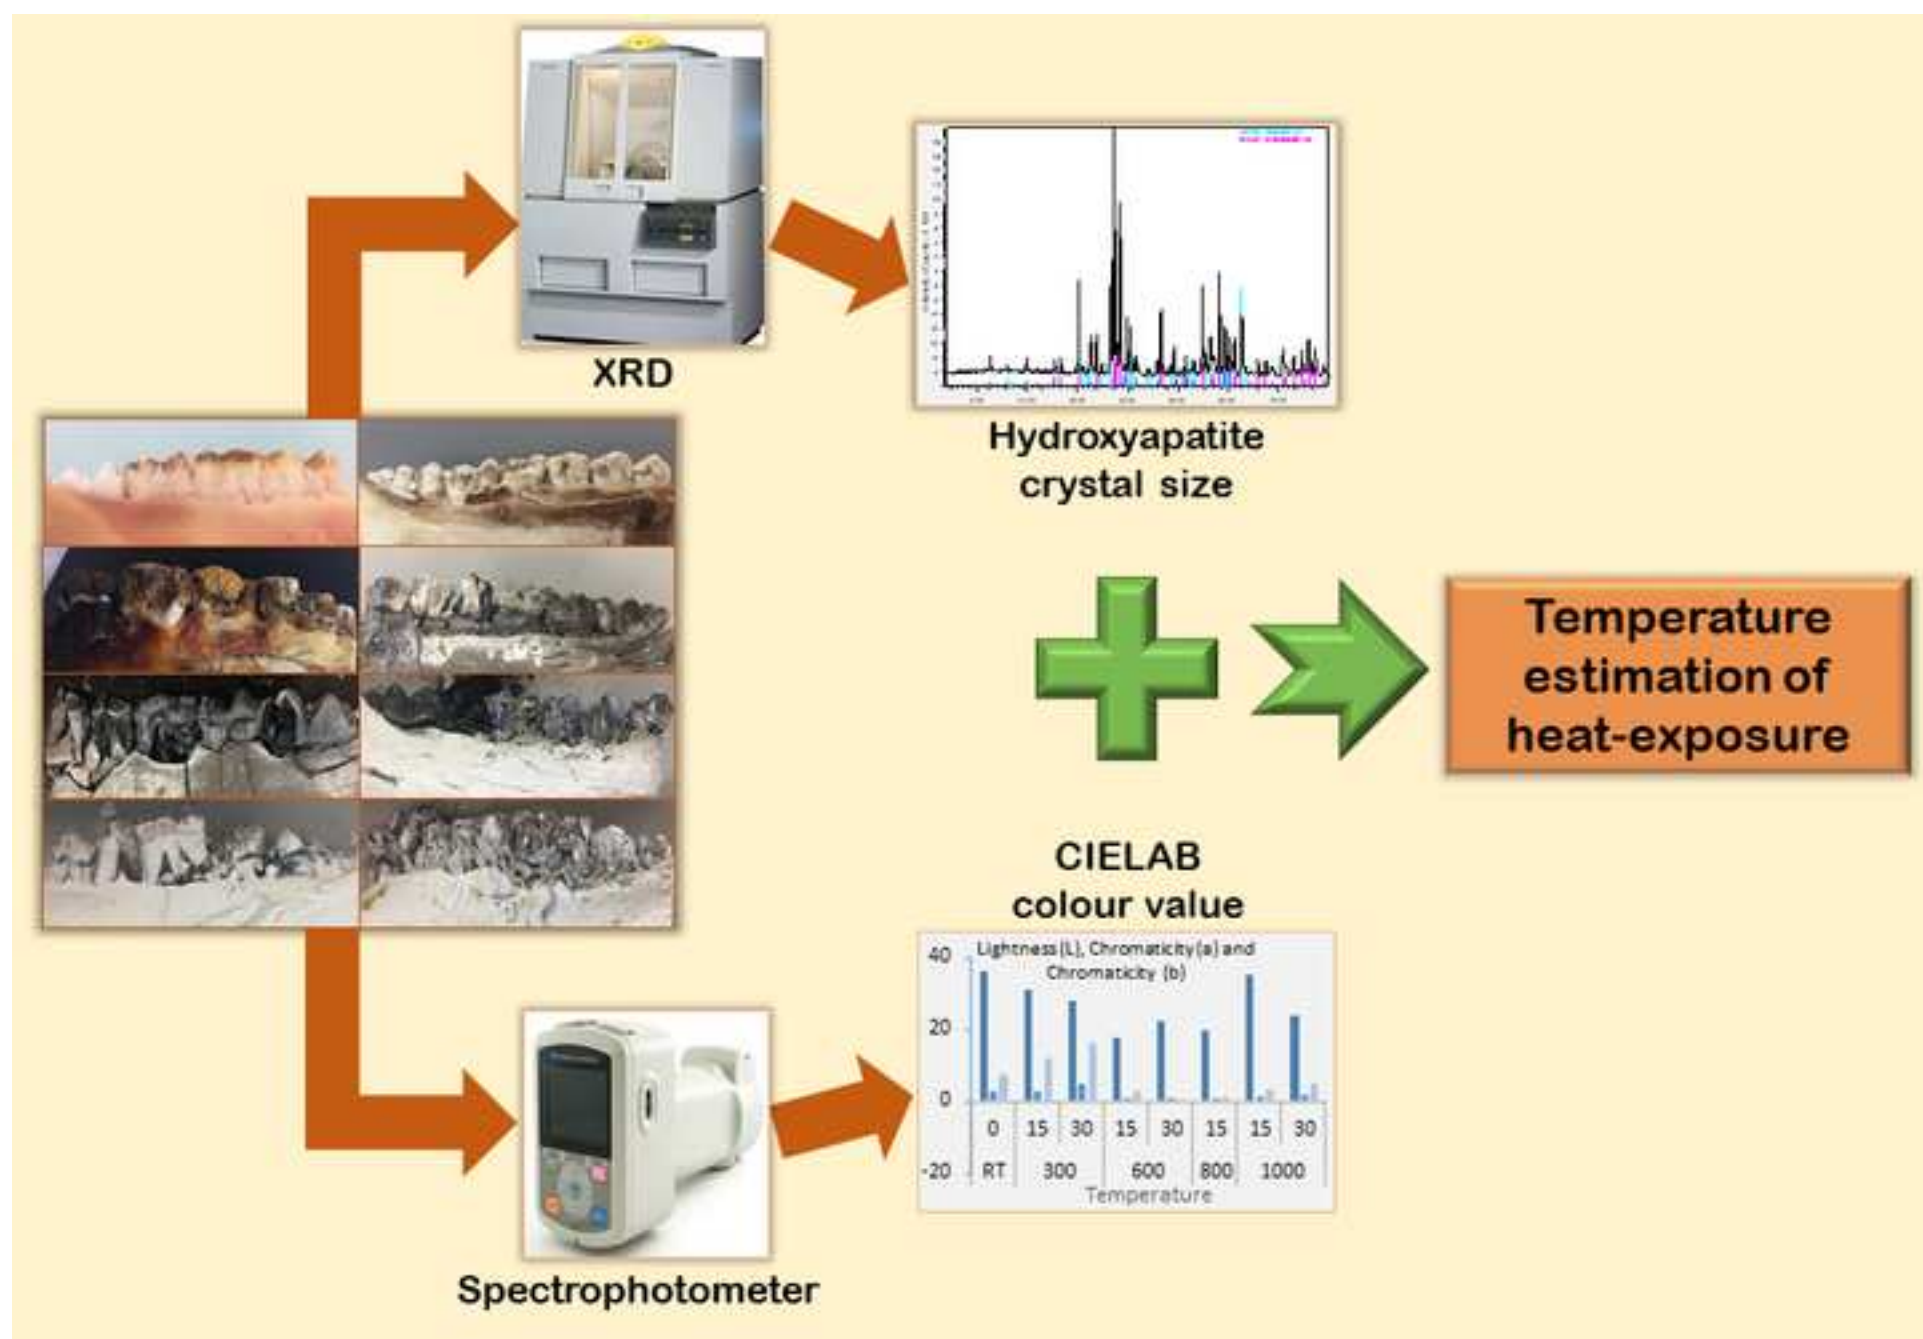 XRD
Hydroxyapatite
crystal size
Temperature
estimation of
heat-exposure
CIELAB
colour value
Lightness (L), Chromaticity (a) and
Chromaticity (b)
40
20
0
-20
0 15 30 15 30 15 15 30
RT 300 600 800 1000
Temperature
Spectrophotometer